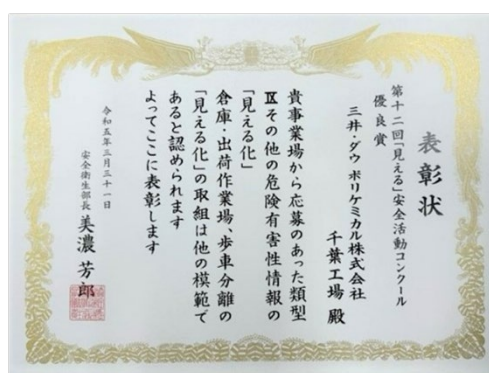 表彰状
第十二回「見える」安全活動コンクール
優良賞
三井・ダウ ポリケミカル株式会社
千葉工場 殿
貴事業場から応募のあった類型
Ⅸその他の危険有害性情報の
「見える化」
倉庫・出荷作業場、歩車分離の
「見える化」の取組は他の模範で
あると認められます
よってここに表彰します
令和五年三月三十一日
安全衛生部長 美濃 芳郎